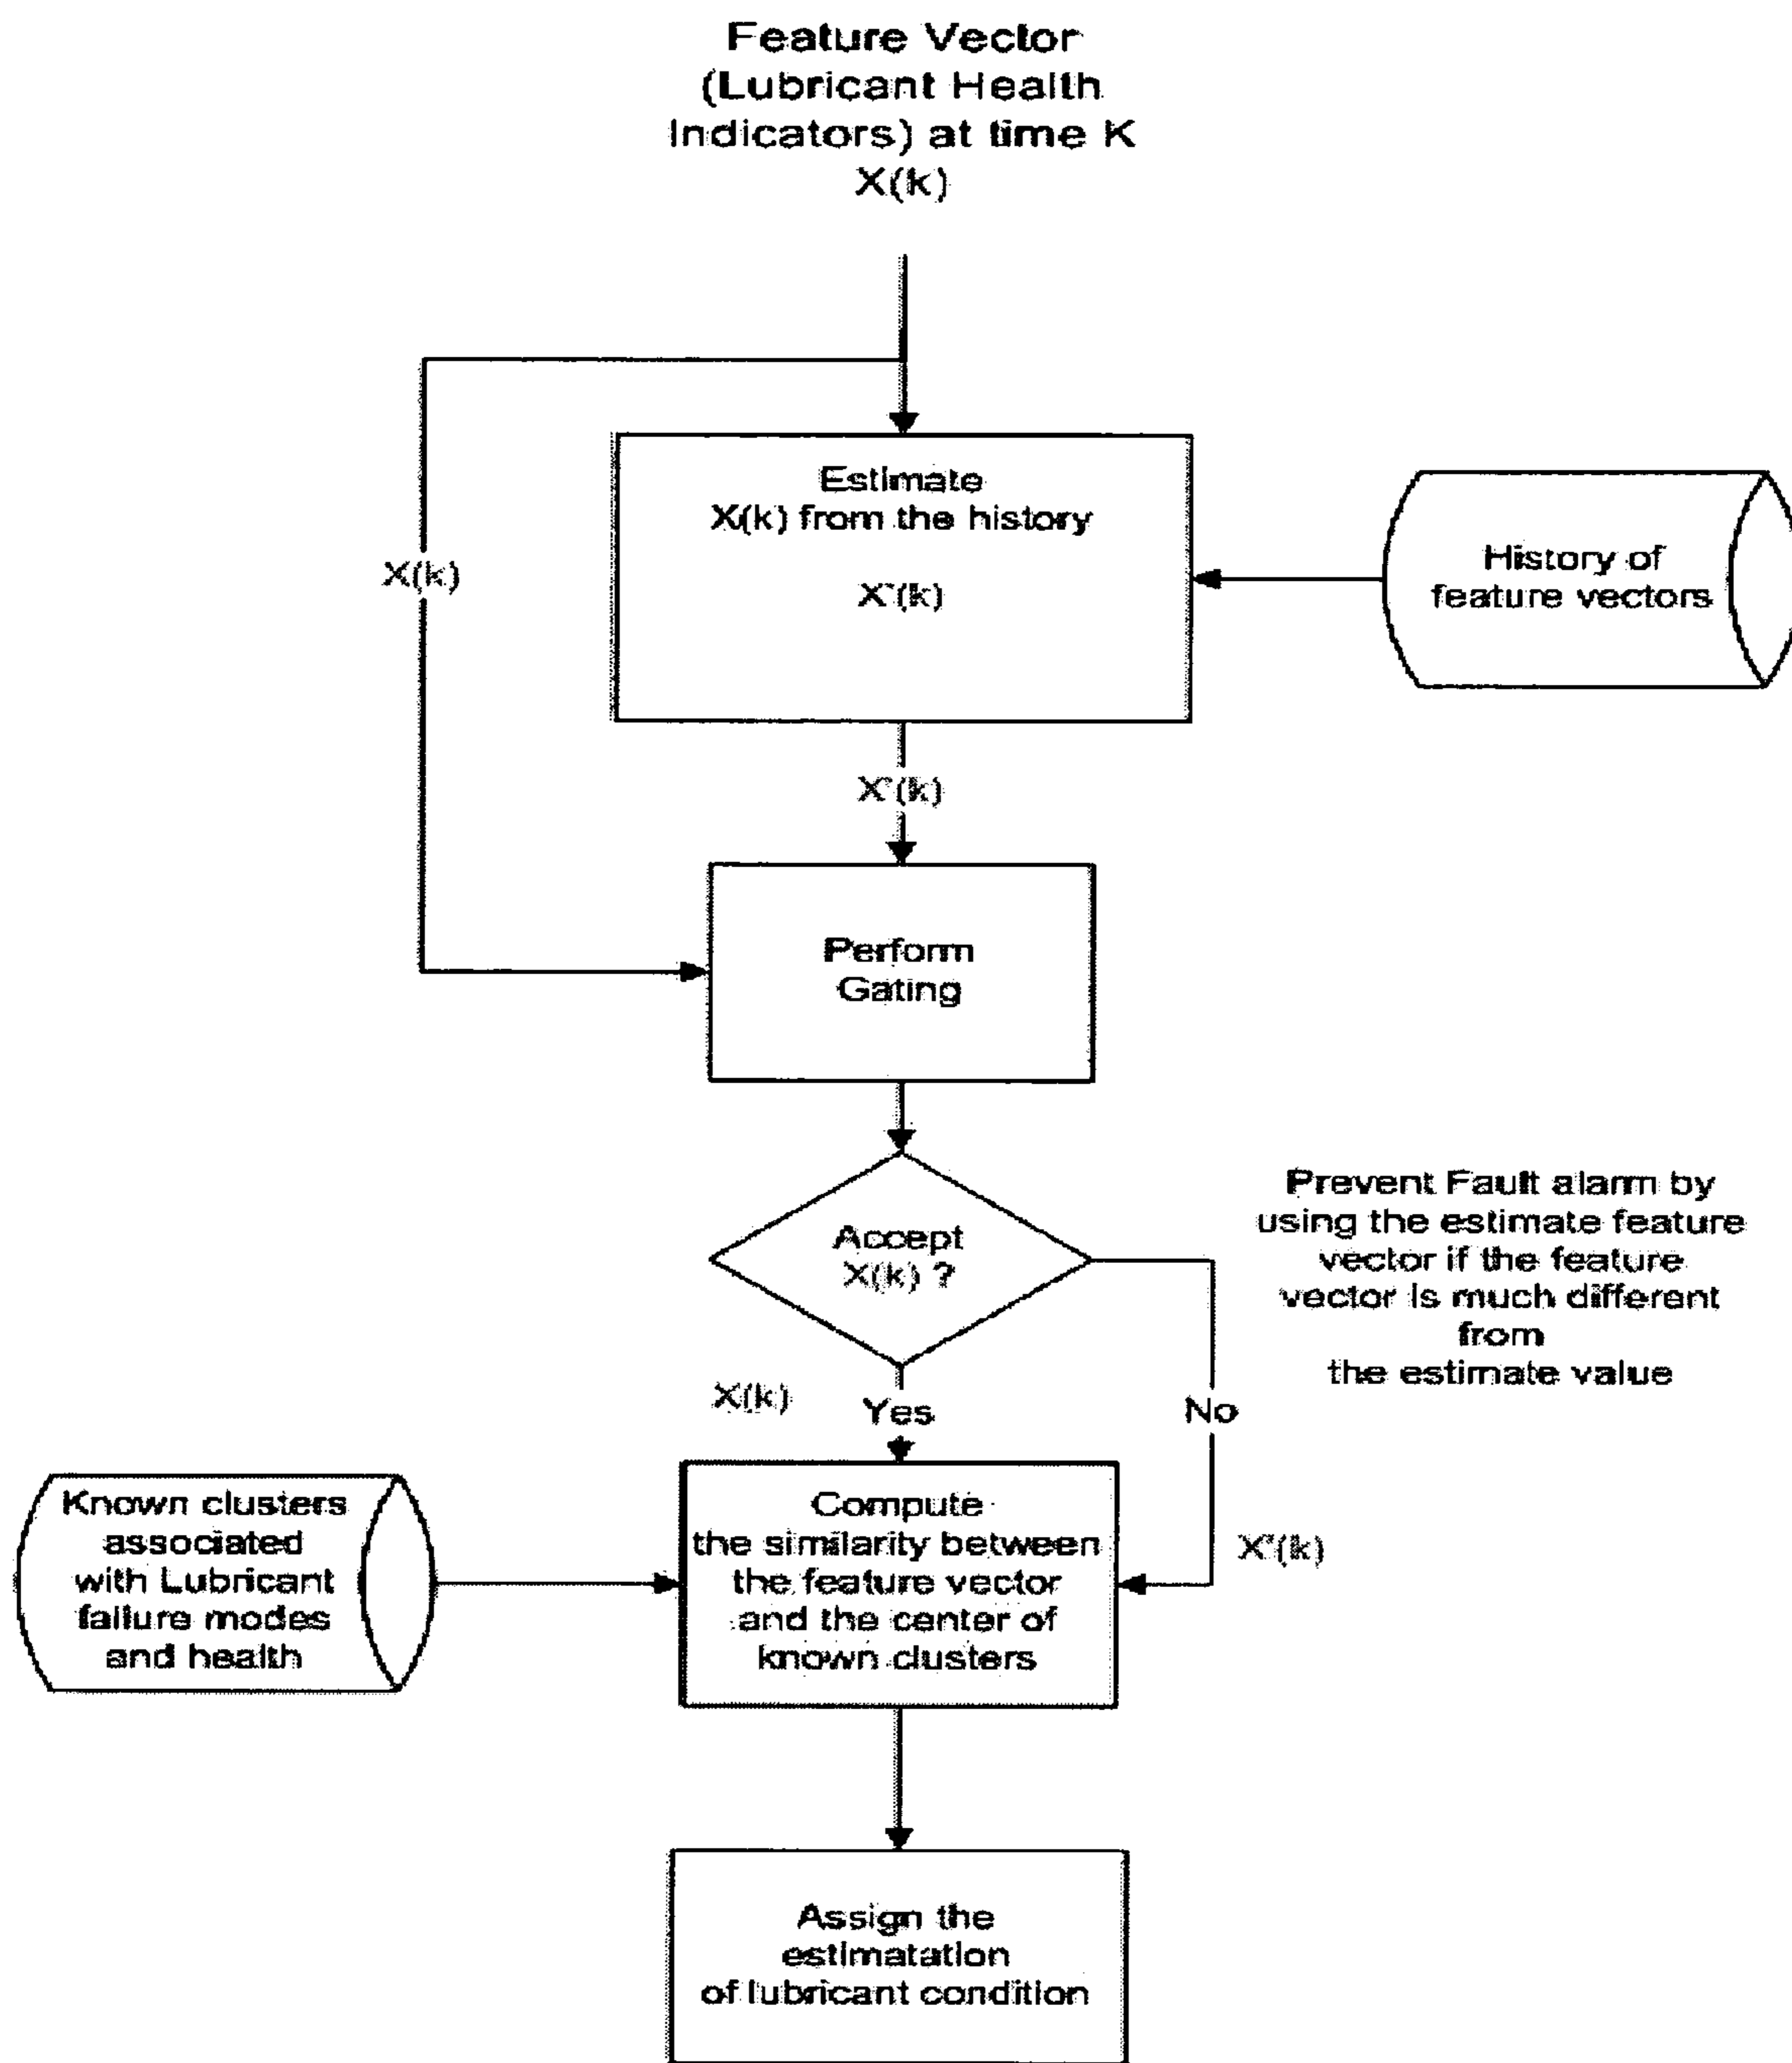 Feature Vector
(Lubricant Health
Indicators) at time K
X(k)
Estimate
X(k) from the history
X~(k)
X(k)
History of
feature vectors
X~(k)
Perform
Gating
Accept
X(k) ?
Prevent Fault alarm by
using the estimate feature
vector if the feature
vector is much different
from
the estimate value
X(k)
Yes
No
Known clusters
associated
with Lubricant
failure modes
and health
Compute
the similarity between
the feature vector
and the center of
known clusters
X~(k)
Assign the
estimatation
of lubricant condition